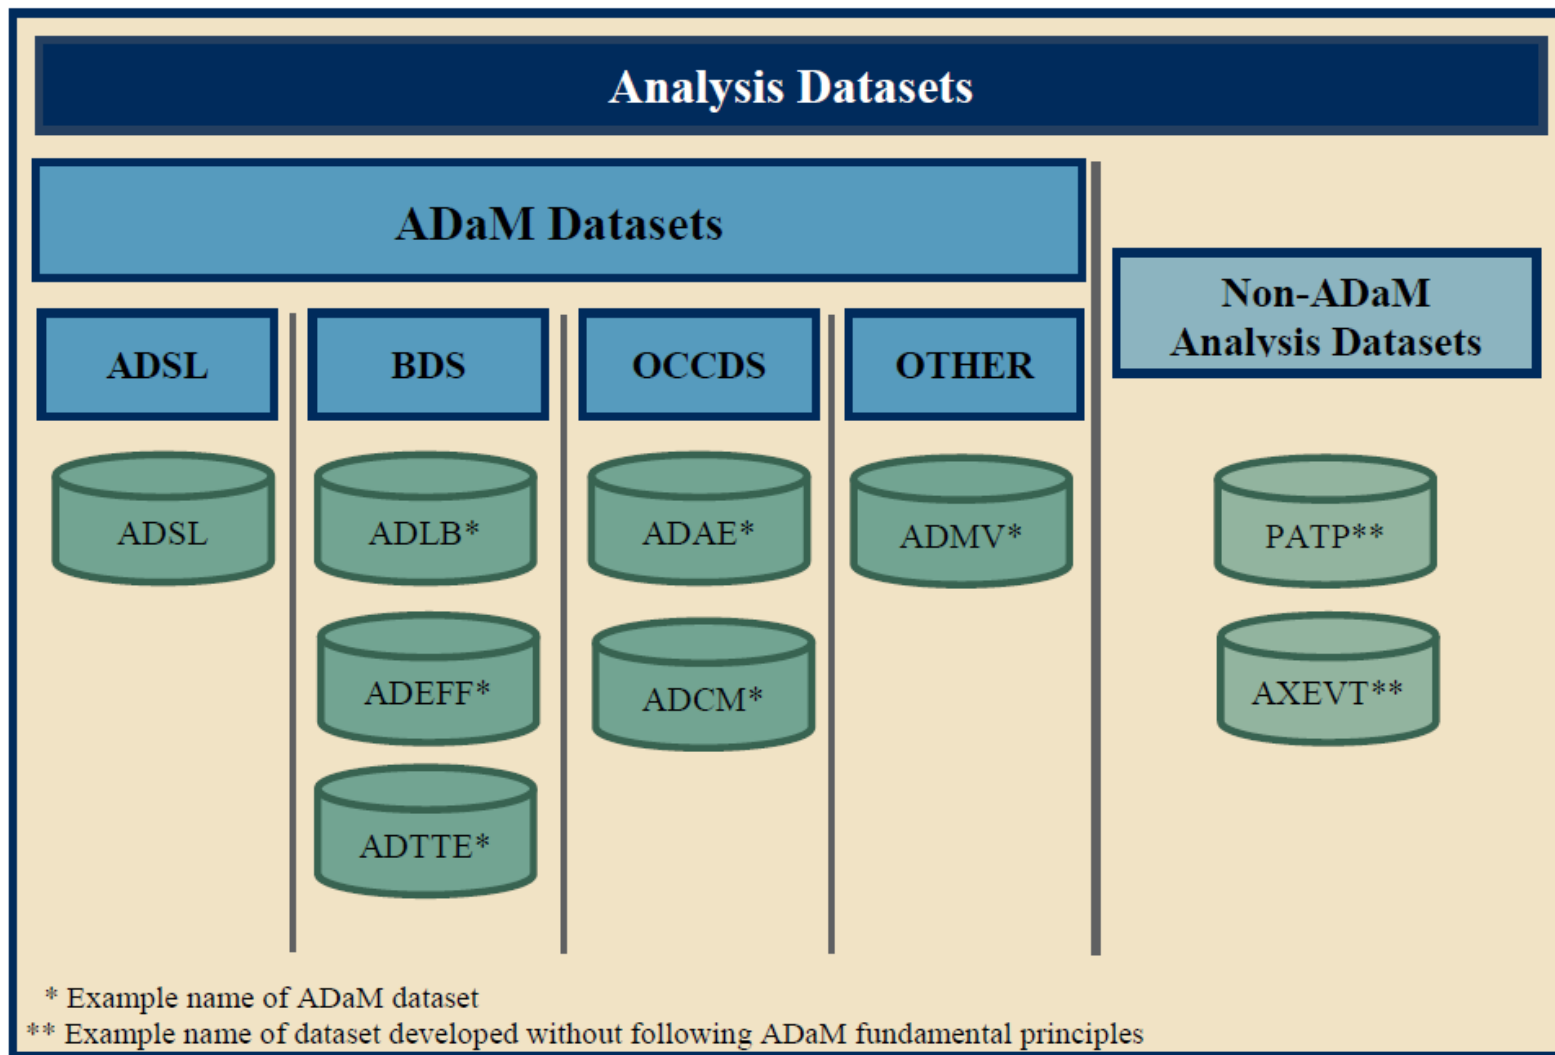 Analysis Datasets
ADaM Datasets
Non-ADaM
Analysis Datasets
ADSL
BDS
OCCDS
OTHER
ADSL
ADLB*
ADAE*
ADMV*
PATP**
ADEFF*
ADCM*
AXEVT**
ADTTE*
* Example name of ADaM dataset
** Example name of dataset developed without following ADaM fundamental principles